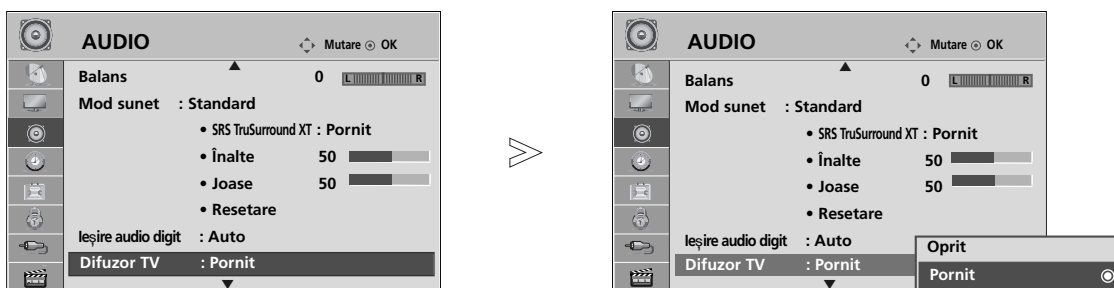 AUDIO
Mutare OK
Balans 0 L R
Mod sunet : Standard
• SRS TruSurround XT : Pornit
• Înalte 50
• Joase 50
• Resetare
Ieșire audio digit : Auto
Difuzor TV : Pornit
AUDIO
Mutare OK
Balans 0 L R
Mod sunet : Standard
• SRS TruSurround XT : Pornit
• Înalte 50
• Joase 50
• Resetare
Ieșire audio digit : Auto
Difuzor TV : Pornit
Oprit
Pornit